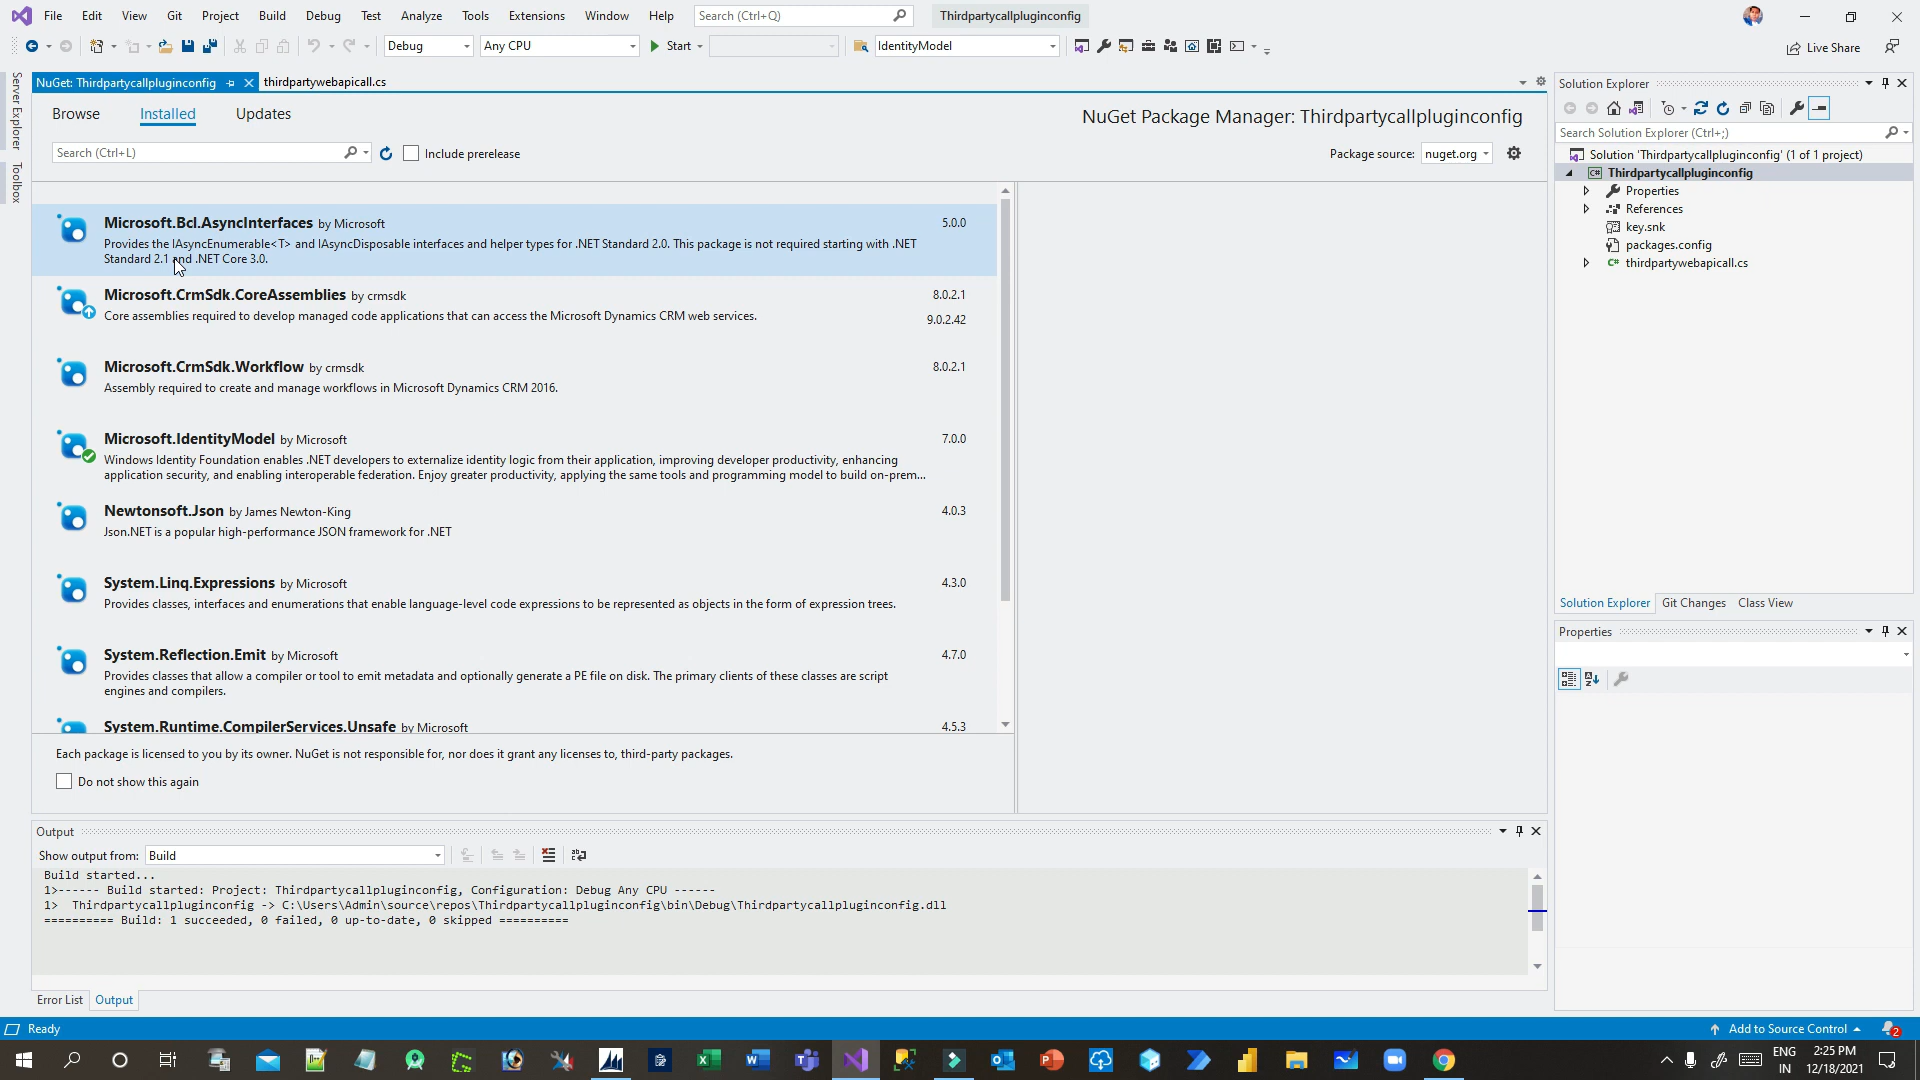 File Edit View Git Project Build Debug Test Analyze Tools Extensions Window Help Search (Ctrl+Q) Thirdpartycallpluginconfig
Debug Any CPU Start IdentityModel Live Share
Server Explorer
Toolbox
NuGet: Thirdpartycallpluginconfig thirdpartywebapicall.cs
Browse Installed Updates
NuGet Package Manager: Thirdpartycallpluginconfig
Search (Ctrl+L) Include prerelease Package source: nuget.org
Microsoft.Bcl.AsyncInterfaces by Microsoft 5.0.0
Provides the IAsyncEnumerable<T> and IAsyncDisposable interfaces and helper types for .NET Standard 2.0. This package is not required starting with .NET
Standard 2.1 and .NET Core 3.0.
Microsoft.CrmSdk.CoreAssemblies by crmsdk 8.0.2.1
Core assemblies required to develop managed code applications that can access the Microsoft Dynamics CRM web services. 9.0.2.42
Microsoft.CrmSdk.Workflow by crmsdk 8.0.2.1
Assembly required to create and manage workflows in Microsoft Dynamics CRM 2016.
Microsoft.IdentityModel by Microsoft 7.0.0
Windows Identity Foundation enables .NET developers to externalize identity logic from their application, improving developer productivity, enhancing
application security, and enabling interoperable federation. Enjoy greater productivity, applying the same tools and programming model to build on-prem...
Newtonsoft.Json by James Newton-King 4.0.3
Json.NET is a popular high-performance JSON framework for .NET
System.Linq.Expressions by Microsoft 4.3.0
Provides classes, interfaces and enumerations that enable language-level code expressions to be represented as objects in the form of expression trees.
System.Reflection.Emit by Microsoft 4.7.0
Provides classes that allow a compiler or tool to emit metadata and optionally generate a PE file on disk. The primary clients of these classes are script
engines and compilers.
System.Runtime.CompilerServices.Unsafe by Microsoft 4.5.3
Each package is licensed to you by its owner. NuGet is not responsible for, nor does it grant any licenses to, third-party packages.
Do not show this again
Solution Explorer
Search Solution Explorer (Ctrl+;)
Solution 'Thirdpartycallpluginconfig' (1 of 1 project)
C# Thirdpartycallpluginconfig
Properties
References
key.snk
packages.config
C# thirdpartywebapicall.cs
Solution Explorer Git Changes Class View
Properties
Output
Show output from: Build
Build started...
1>------ Build started: Project: Thirdpartycallpluginconfig, Configuration: Debug Any CPU ------
1>  Thirdpartycallpluginconfig -> C:\Users\Admin\source\repos\Thirdpartycallpluginconfig\bin\Debug\Thirdpartycallpluginconfig.dll
========== Build: 1 succeeded, 0 failed, 0 up-to-date, 0 skipped ==========
Error List Output
Ready Add to Source Control 2
ENG 2:25 PM
IN 12/18/2021